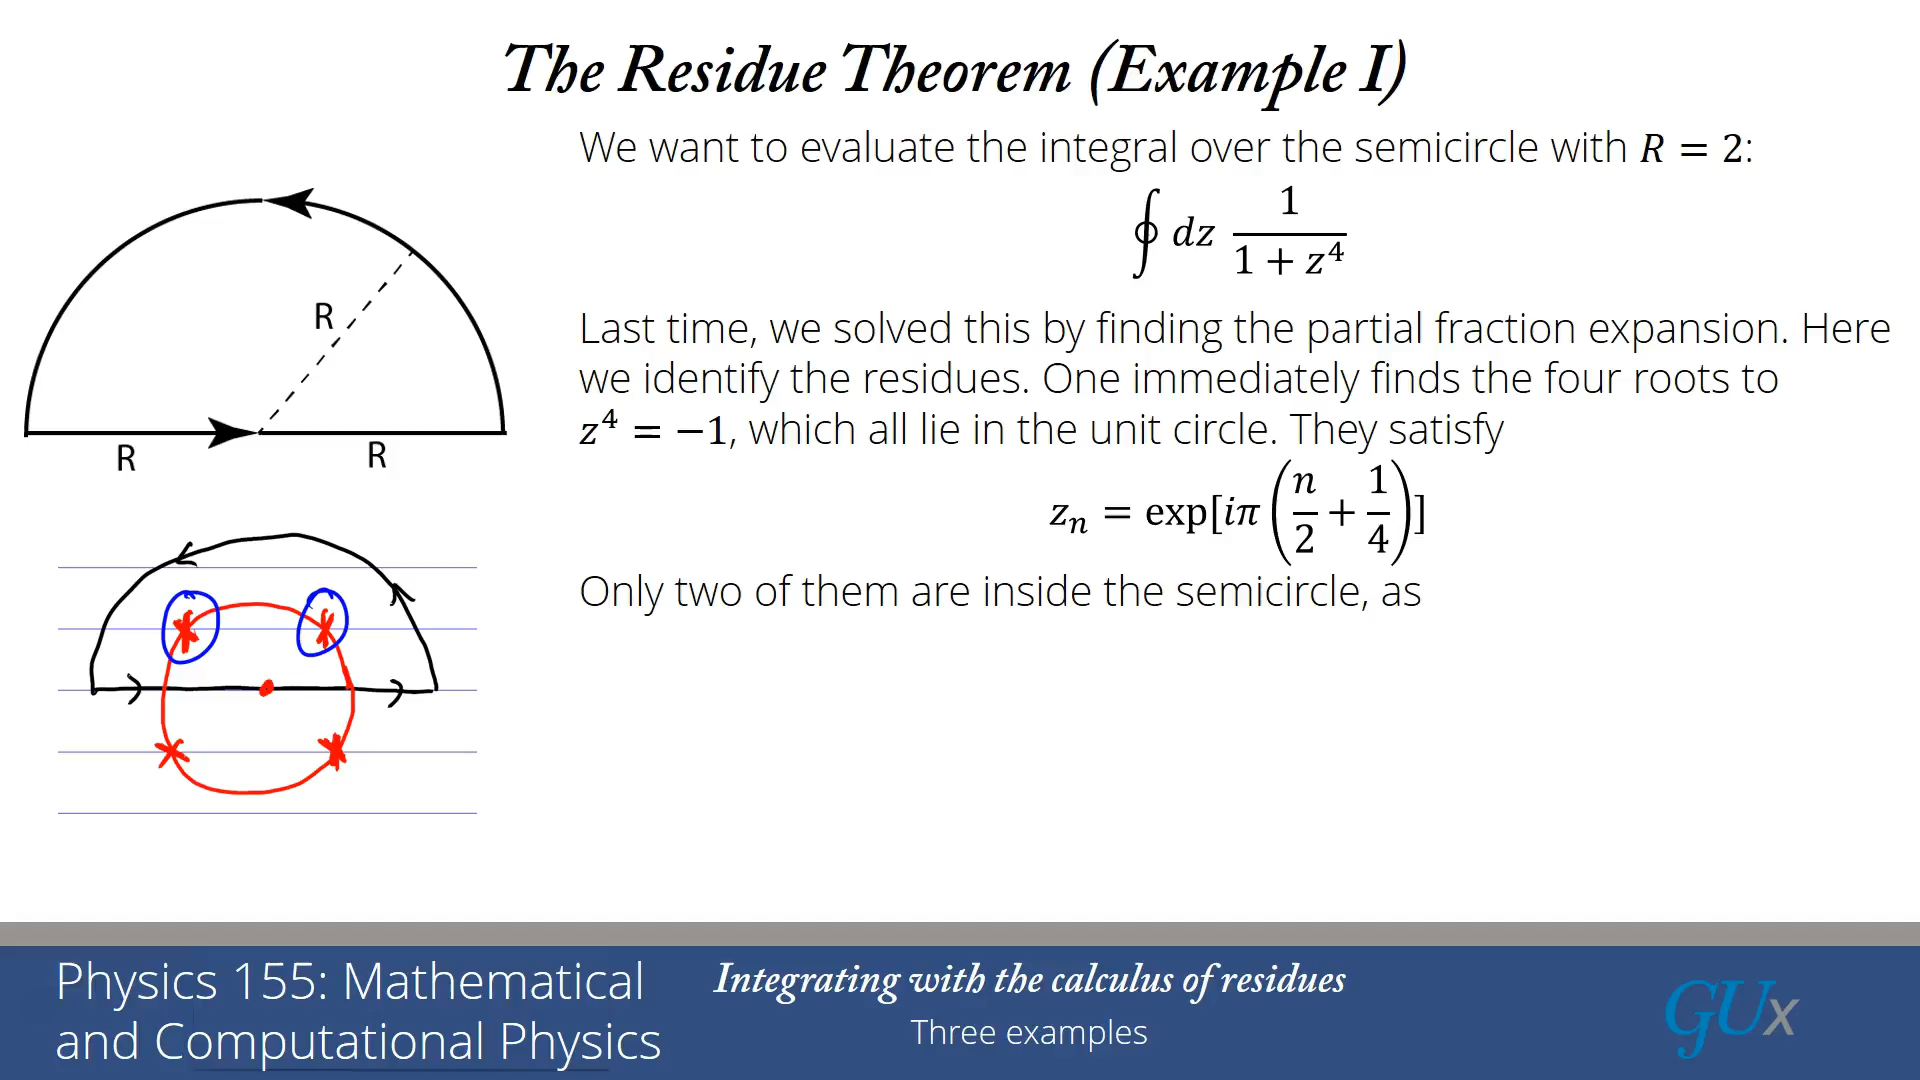 The Residue Theorem (Example I)
We want to evaluate the integral over the semicircle with R = 2:
∮ dz 1/(1 + z⁴)
Last time, we solved this by finding the partial fraction expansion. Here
we identify the residues. One immediately finds the four roots to
z⁴ = −1, which all lie in the unit circle. They satisfy
zₙ = exp[iπ(n/2 + 1/4)]
Only two of them are inside the semicircle, as
R
R
R
Physics 155: Mathematical
and Computational Physics
Integrating with the calculus of residues
Three examples
GUx